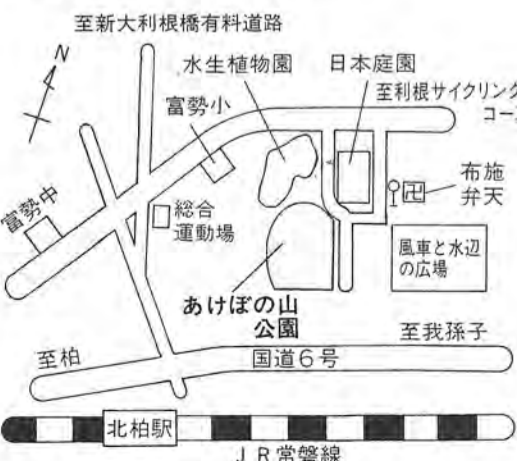 至新大利根橋有料道路
N
水生植物園
日本庭園
至利根サイクリング
コー
富勢小
富勢中
総合
運動場
卍
布施
弁天
風車と水辺
の広場
あけぼの山
公園
至柏
国道6号
至我孫子
北柏駅
JR常磐線